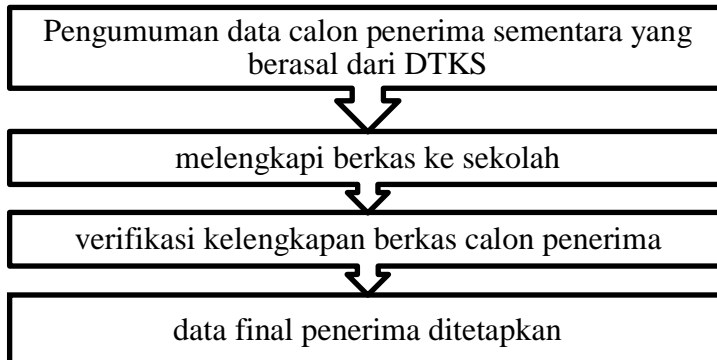 Pengumuman data calon penerima sementara yang
berasal dari DTKS
melengkapi berkas ke sekolah
verifikasi kelengkapan berkas calon penerima
data final penerima ditetapkan